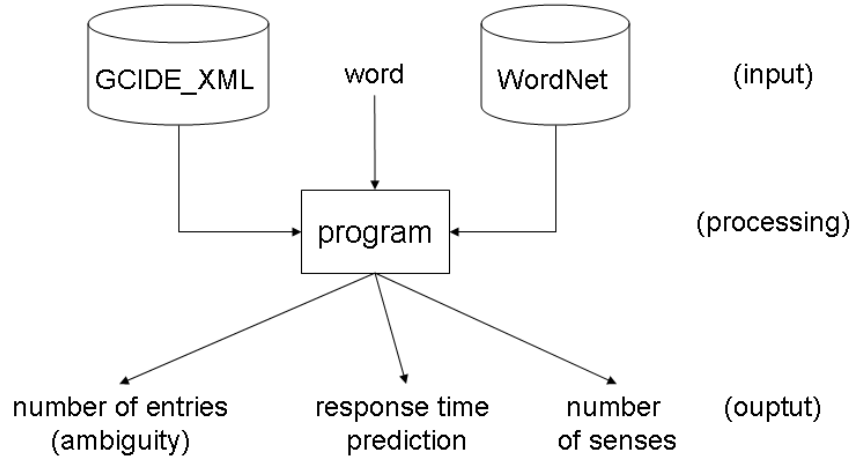 GCIDE_XML
word
WordNet
(input)
program
(processing)
number of entries
(ambiguity)
response time
prediction
number
of senses
(ouptut)